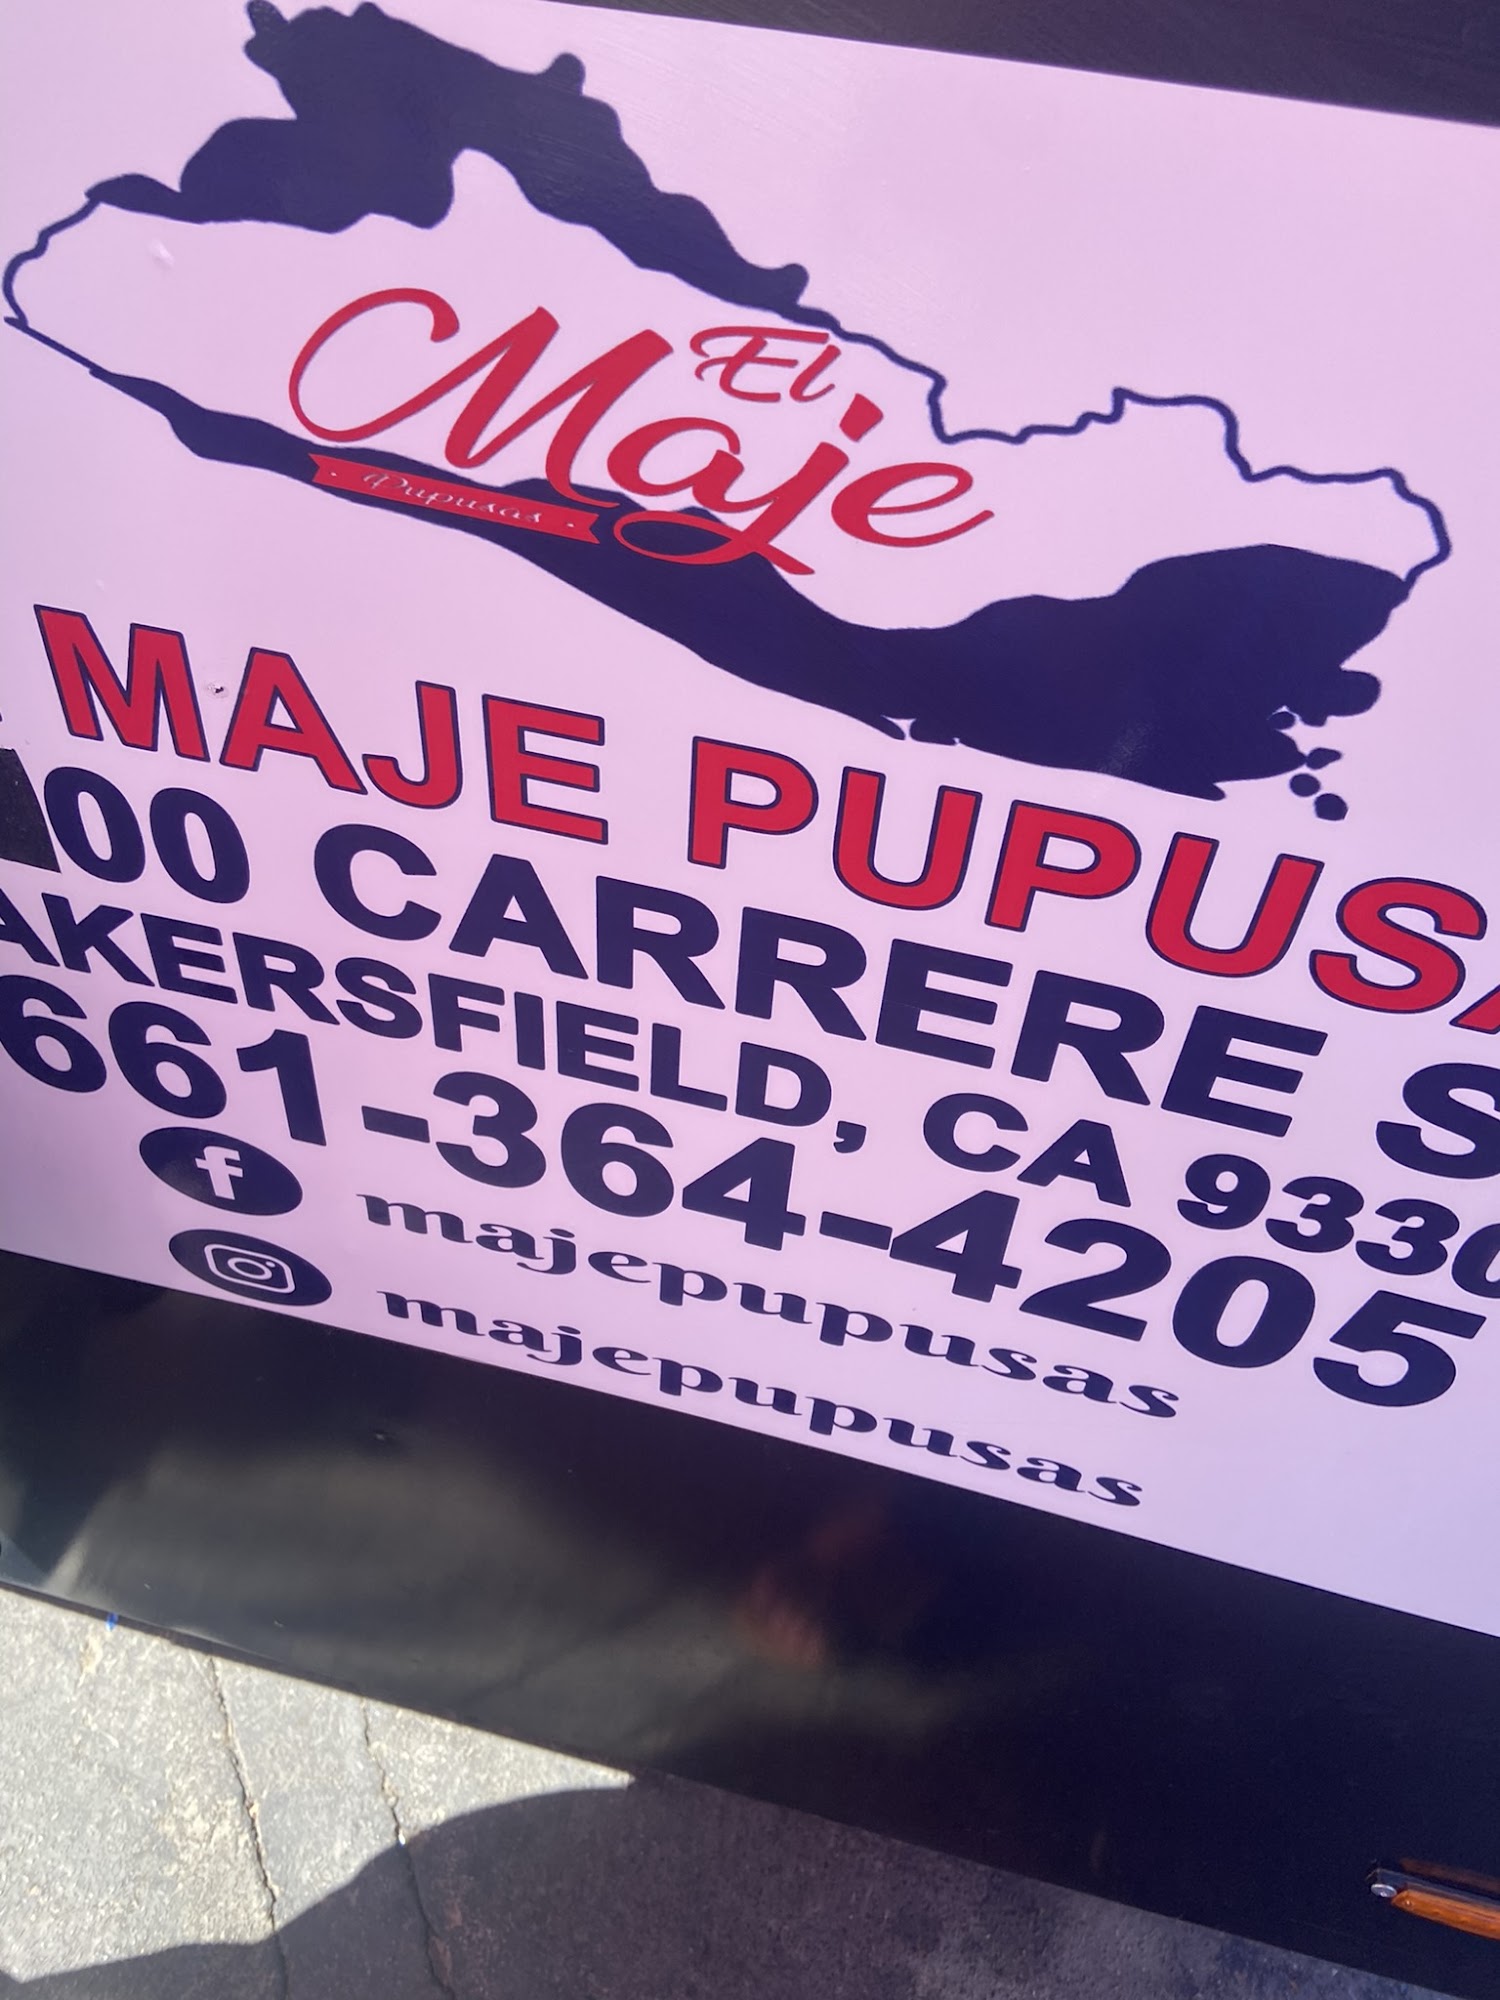 El
Maje
Pupusas
MAJE PUPUSA
00 CARRERE S
AKERSFIELD, CA 9330
661-364-4205
f majepupusas
majepupusas